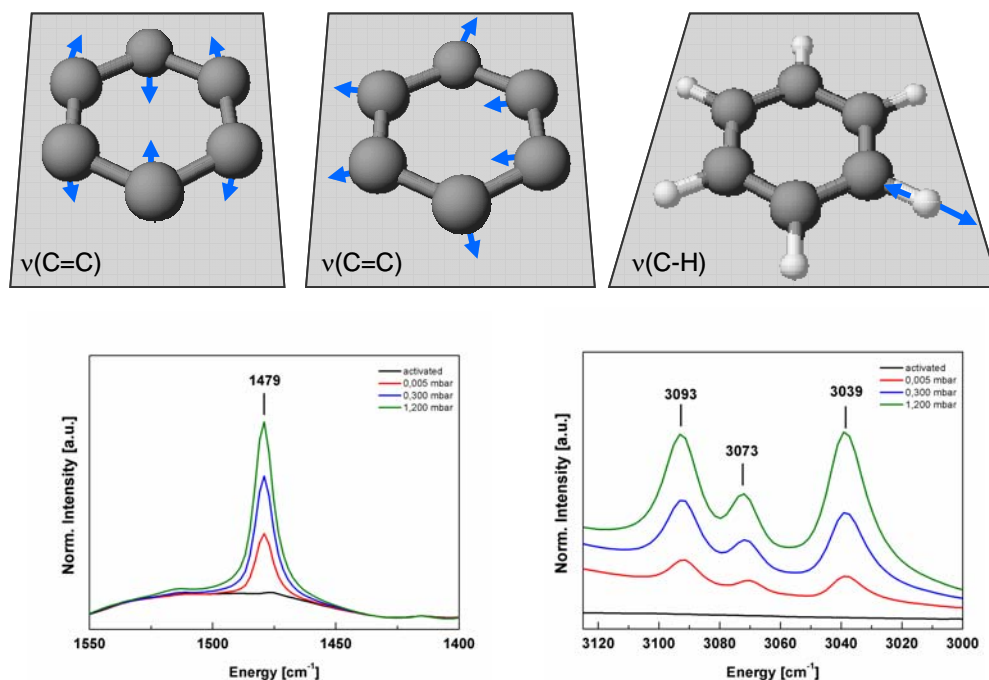 ν(C=C)
ν(C=C)
ν(C-H)
1479
activated
0,005 mbar
0,300 mbar
1,200 mbar
Norm. Intensity [a.u.]
1550
1500
1450
1400
Energy [cm⁻¹]
3093
3073
3039
activated
0,005 mbar
0,300 mbar
1,200 mbar
Norm. Intensity [a.u.]
3120
3100
3080
3060
3040
3020
3000
Energy [cm⁻¹]